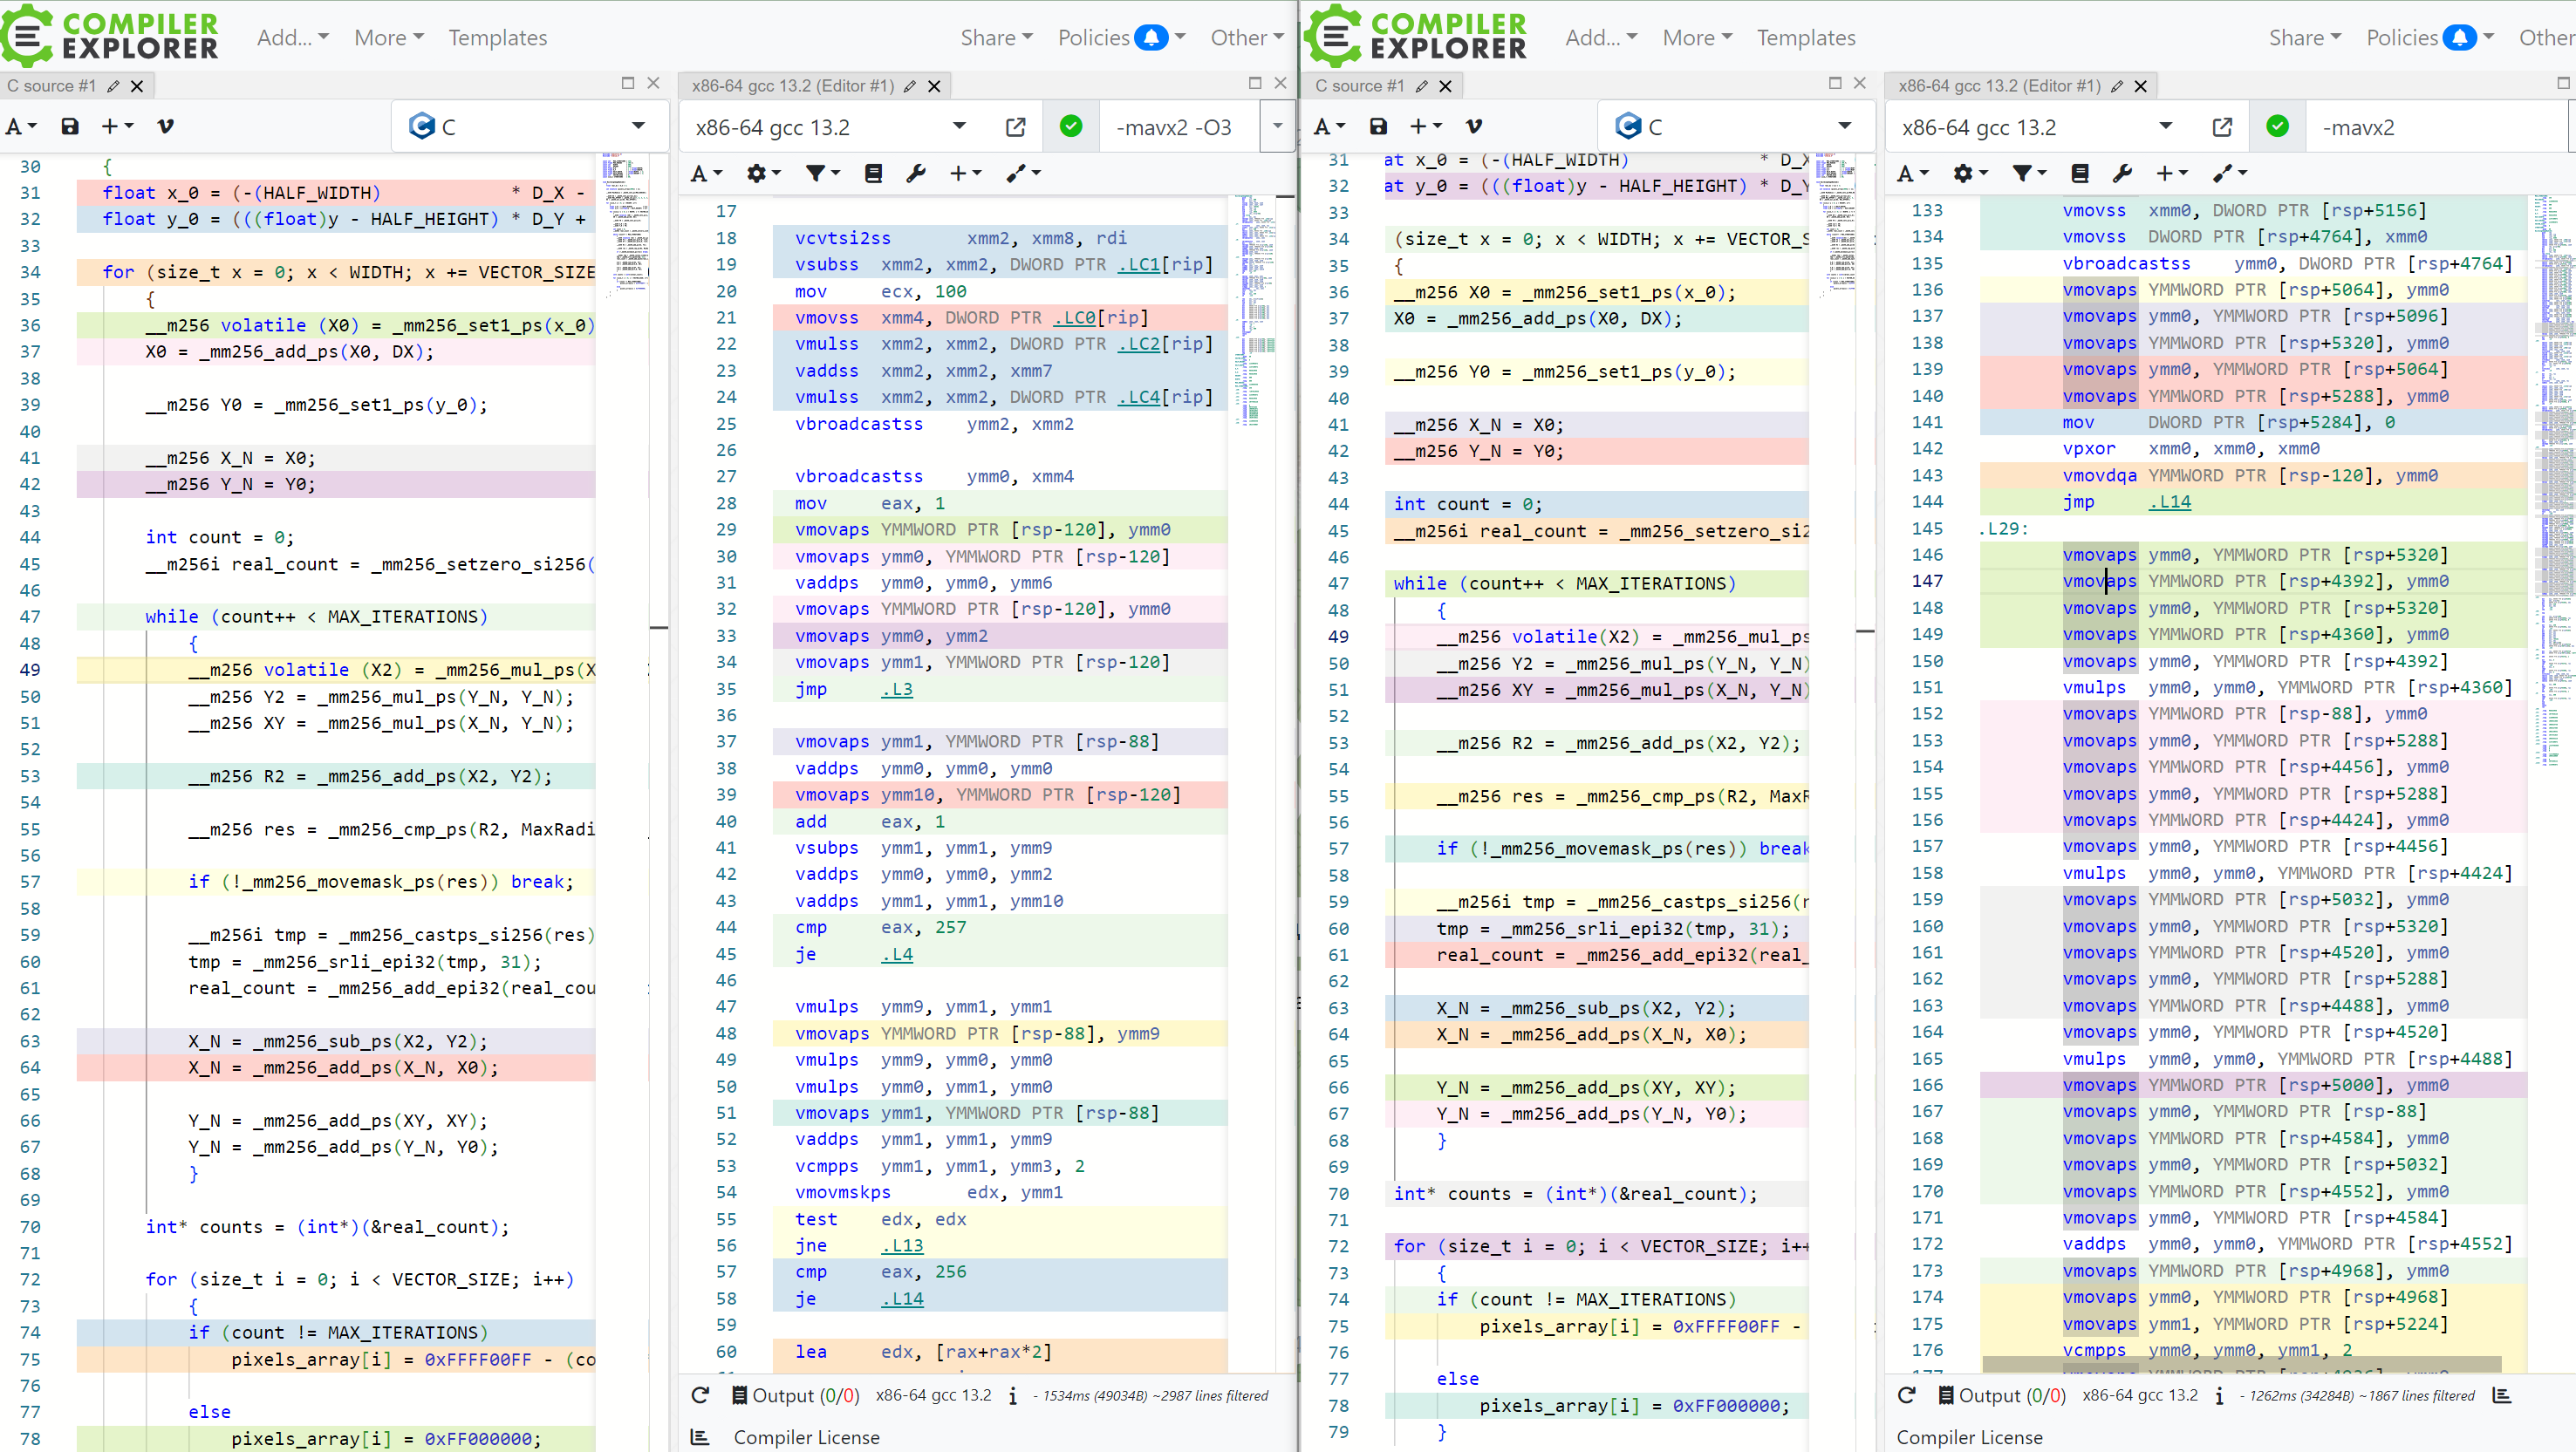 COMPILER EXPLORER
Add... More Templates
Share Policies Other
C source #1
A + C
30 {
31 float x_0 = (-(HALF_WIDTH) * D_X -
32 float y_0 = (((float)y - HALF_HEIGHT) * D_Y +
33
34 for (size_t x = 0; x < WIDTH; x += VECTOR_SIZE
35 {
36 __m256 volatile (X0) = _mm256_set1_ps(x_0)
37 X0 = _mm256_add_ps(X0, DX);
38
39 __m256 Y0 = _mm256_set1_ps(y_0);
40
41 __m256 X_N = X0;
42 __m256 Y_N = Y0;
43
44 int count = 0;
45 __m256i real_count = _mm256_setzero_si256(
46
47 while (count++ < MAX_ITERATIONS)
48 {
49 __m256 volatile (X2) = _mm256_mul_ps(X
50 __m256 Y2 = _mm256_mul_ps(Y_N, Y_N);
51 __m256 XY = _mm256_mul_ps(X_N, Y_N);
52
53 __m256 R2 = _mm256_add_ps(X2, Y2);
54
55 __m256 res = _mm256_cmp_ps(R2, MaxRadi
56
57 if (!_mm256_movemask_ps(res)) break;
58
59 __m256i tmp = _mm256_castps_si256(res)
60 tmp = _mm256_srli_epi32(tmp, 31);
61 real_count = _mm256_add_epi32(real_cou
62
63 X_N = _mm256_sub_ps(X2, Y2);
64 X_N = _mm256_add_ps(X_N, X0);
65
66 Y_N = _mm256_add_ps(XY, XY);
67 Y_N = _mm256_add_ps(Y_N, Y0);
68 }
69
70 int* counts = (int*)(&real_count);
71
72 for (size_t i = 0; i < VECTOR_SIZE; i++)
73 {
74 if (count != MAX_ITERATIONS)
75 pixels_array[i] = 0xFFFF00FF - (co
76
77 else
78 pixels_array[i] = 0xFF000000;
x86-64 gcc 13.2 (Editor #1)
x86-64 gcc 13.2 -mavx2 -O3
A +
17
18 vcvtsi2ss xmm2, xmm8, rdi
19 vsubss xmm2, xmm2, DWORD PTR .LC1[rip]
20 mov ecx, 100
21 vmovss xmm4, DWORD PTR .LC0[rip]
22 vmulss xmm2, xmm2, DWORD PTR .LC2[rip]
23 vaddss xmm2, xmm2, xmm7
24 vmulss xmm2, xmm2, DWORD PTR .LC4[rip]
25 vbroadcastss ymm2, xmm2
26
27 vbroadcastss ymm0, xmm4
28 mov eax, 1
29 vmovaps YMMWORD PTR [rsp-120], ymm0
30 vmovaps ymm0, YMMWORD PTR [rsp-120]
31 vaddps ymm0, ymm0, ymm6
32 vmovaps YMMWORD PTR [rsp-120], ymm0
33 vmovaps ymm0, ymm2
34 vmovaps ymm1, YMMWORD PTR [rsp-120]
35 jmp .L3
36
37 vmovaps ymm1, YMMWORD PTR [rsp-88]
38 vaddps ymm0, ymm0, ymm0
39 vmovaps ymm10, YMMWORD PTR [rsp-120]
40 add eax, 1
41 vsubps ymm1, ymm1, ymm9
42 vaddps ymm0, ymm0, ymm2
43 vaddps ymm1, ymm1, ymm10
44 cmp eax, 257
45 je .L4
46
47 vmulps ymm9, ymm1, ymm1
48 vmovaps YMMWORD PTR [rsp-88], ymm9
49 vmulps ymm9, ymm0, ymm0
50 vmulps ymm0, ymm1, ymm0
51 vmovaps ymm1, YMMWORD PTR [rsp-88]
52 vaddps ymm1, ymm1, ymm9
53 vcmpps ymm1, ymm1, ymm3, 2
54 vmovmskps edx, ymm1
55 test edx, edx
56 jne .L13
57 cmp eax, 256
58 je .L14
59
60 lea edx, [rax+rax*2]
Output (0/0) x86-64 gcc 13.2 i - 1534ms (49034B) ~2987 lines filtered
Compiler License
COMPILER EXPLORER
Add... More Templates
Share Policies Other
C source #1
A + C
31 at x_0 = (-(HALF_WIDTH) * D_X
32 at y_0 = (((float)y - HALF_HEIGHT) * D_Y
33
34 (size_t x = 0; x < WIDTH; x += VECTOR_S
35 {
36 __m256 X0 = _mm256_set1_ps(x_0);
37 X0 = _mm256_add_ps(X0, DX);
38
39 __m256 Y0 = _mm256_set1_ps(y_0);
40
41 __m256 X_N = X0;
42 __m256 Y_N = Y0;
43
44 int count = 0;
45 __m256i real_count = _mm256_setzero_si2
46
47 while (count++ < MAX_ITERATIONS)
48 {
49 __m256 volatile(X2) = _mm256_mul_ps
50 __m256 Y2 = _mm256_mul_ps(Y_N, Y_N)
51 __m256 XY = _mm256_mul_ps(X_N, Y_N)
52
53 __m256 R2 = _mm256_add_ps(X2, Y2);
54
55 __m256 res = _mm256_cmp_ps(R2, MaxR
56
57 if (!_mm256_movemask_ps(res)) break
58
59 __m256i tmp = _mm256_castps_si256(r
60 tmp = _mm256_srli_epi32(tmp, 31);
61 real_count = _mm256_add_epi32(real_
62
63 X_N = _mm256_sub_ps(X2, Y2);
64 X_N = _mm256_add_ps(X_N, X0);
65
66 Y_N = _mm256_add_ps(XY, XY);
67 Y_N = _mm256_add_ps(Y_N, Y0);
68 }
69
70 int* counts = (int*)(&real_count);
71
72 for (size_t i = 0; i < VECTOR_SIZE; i++
73 {
74 if (count != MAX_ITERATIONS)
75 pixels_array[i] = 0xFFFF00FF -
76
77 else
78 pixels_array[i] = 0xFF000000;
79 }
x86-64 gcc 13.2 (Editor #1)
x86-64 gcc 13.2 -mavx2
A +
133 vmovss xmm0, DWORD PTR [rsp+5156]
134 vmovss DWORD PTR [rsp+4764], xmm0
135 vbroadcastss ymm0, DWORD PTR [rsp+4764]
136 vmovaps YMMWORD PTR [rsp+5064], ymm0
137 vmovaps ymm0, YMMWORD PTR [rsp+5096]
138 vmovaps YMMWORD PTR [rsp+5320], ymm0
139 vmovaps ymm0, YMMWORD PTR [rsp+5064]
140 vmovaps YMMWORD PTR [rsp+5288], ymm0
141 mov DWORD PTR [rsp+5284], 0
142 vpxor xmm0, xmm0, xmm0
143 vmovdqa YMMWORD PTR [rsp-120], ymm0
144 jmp .L14
145 .L29:
146 vmovaps ymm0, YMMWORD PTR [rsp+5320]
147 vmovaps YMMWORD PTR [rsp+4392], ymm0
148 vmovaps ymm0, YMMWORD PTR [rsp+5320]
149 vmovaps YMMWORD PTR [rsp+4360], ymm0
150 vmovaps ymm0, YMMWORD PTR [rsp+4392]
151 vmulps ymm0, ymm0, YMMWORD PTR [rsp+4360]
152 vmovaps YMMWORD PTR [rsp-88], ymm0
153 vmovaps ymm0, YMMWORD PTR [rsp+5288]
154 vmovaps YMMWORD PTR [rsp+4456], ymm0
155 vmovaps ymm0, YMMWORD PTR [rsp+5288]
156 vmovaps YMMWORD PTR [rsp+4424], ymm0
157 vmovaps ymm0, YMMWORD PTR [rsp+4456]
158 vmulps ymm0, ymm0, YMMWORD PTR [rsp+4424]
159 vmovaps YMMWORD PTR [rsp+5032], ymm0
160 vmovaps ymm0, YMMWORD PTR [rsp+5320]
161 vmovaps YMMWORD PTR [rsp+4520], ymm0
162 vmovaps ymm0, YMMWORD PTR [rsp+5288]
163 vmovaps YMMWORD PTR [rsp+4488], ymm0
164 vmovaps ymm0, YMMWORD PTR [rsp+4520]
165 vmulps ymm0, ymm0, YMMWORD PTR [rsp+4488]
166 vmovaps YMMWORD PTR [rsp+5000], ymm0
167 vmovaps ymm0, YMMWORD PTR [rsp-88]
168 vmovaps YMMWORD PTR [rsp+4584], ymm0
169 vmovaps ymm0, YMMWORD PTR [rsp+5032]
170 vmovaps YMMWORD PTR [rsp+4552], ymm0
171 vmovaps ymm0, YMMWORD PTR [rsp+4584]
172 vaddps ymm0, ymm0, YMMWORD PTR [rsp+4552]
173 vmovaps YMMWORD PTR [rsp+4968], ymm0
174 vmovaps ymm0, YMMWORD PTR [rsp+4968]
175 vmovaps ymm1, YMMWORD PTR [rsp+5224]
176 vcmpps ymm0, ymm0, ymm1, 2
Output (0/0) x86-64 gcc 13.2 i - 1262ms (34284B) ~1867 lines filtered
Compiler License